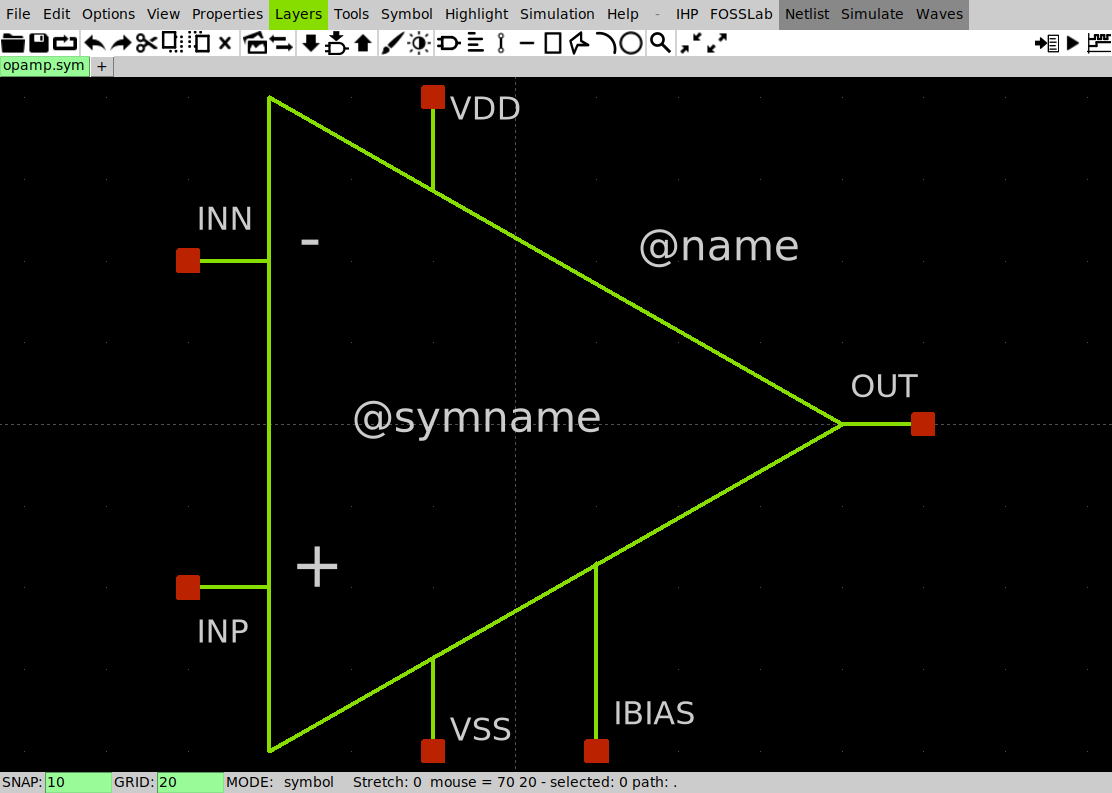 File Edit Options View Properties Layers Tools Symbol Highlight Simulation Help - IHP FOSSLab Netlist Simulate Waves
opamp.sym +
VDD
INN
-
@name
OUT
@symname
+
INP
IBIAS
VSS
SNAP: 10 GRID: 20 MODE: symbol Stretch: 0 mouse = 70 20 - selected: 0 path: .